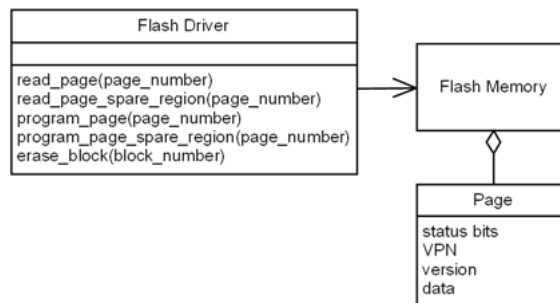 Flash Driver
read_page(page_number)
read_page_spare_region(page_number)
program_page(page_number)
program_page_spare_region(page_number)
erase_block(block_number)
Flash Memory
Page
status bits
VPN
version
data